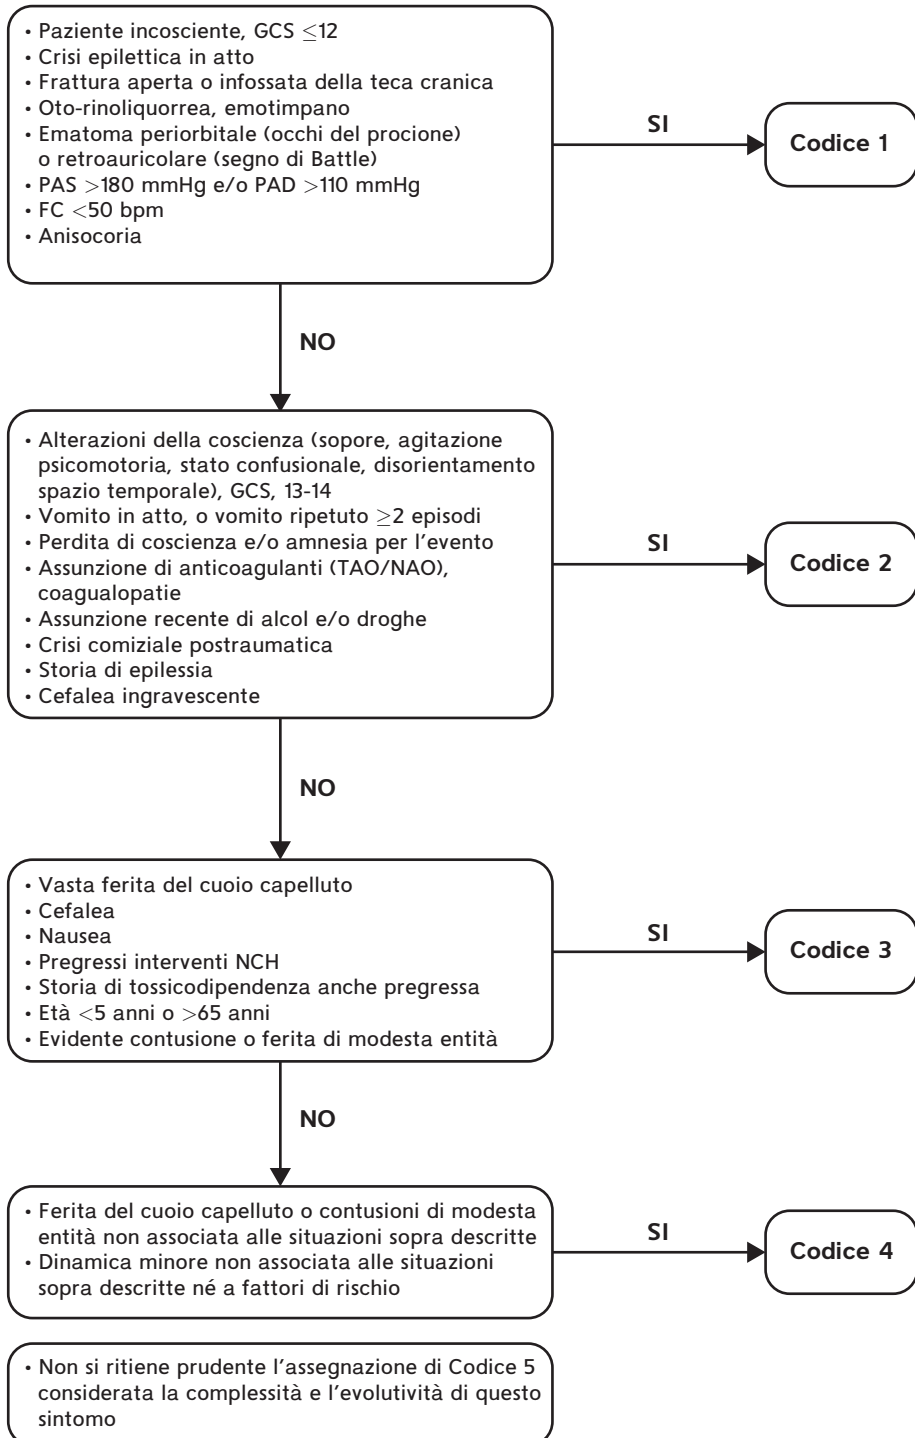 • Paziente incosciente, GCS ≤12
• Crisi epilettica in atto
• Frattura aperta o infossata della teca cranica
• Oto-rinoliquorrea, emotimpano
• Ematoma periorbitale (occhi del procione)
o retroauricolare (segno di Battle)
• PAS >180 mmHg e/o PAD >110 mmHg
• FC <50 bpm
• Anisocoria
SI
Codice 1
NO
• Alterazioni della coscienza (sopore, agitazione
psicomotoria, stato confusionale, disorientamento
spazio temporale), GCS, 13-14
• Vomito in atto, o vomito ripetuto ≥2 episodi
• Perdita di coscienza e/o amnesia per l'evento
• Assunzione di anticoagulanti (TAO/NAO),
coagualopatie
• Assunzione recente di alcol e/o droghe
• Crisi comiziale postraumatica
• Storia di epilessia
• Cefalea ingravescente
SI
Codice 2
NO
• Vasta ferita del cuoio capelluto
• Cefalea
• Nausea
• Pregressi interventi NCH
• Storia di tossicodipendenza anche pregressa
• Età <5 anni o >65 anni
• Evidente contusione o ferita di modesta entità
SI
Codice 3
NO
• Ferita del cuoio capelluto o contusioni di modesta
entità non associata alle situazioni sopra descritte
• Dinamica minore non associata alle situazioni
sopra descritte né a fattori di rischio
SI
Codice 4
• Non si ritiene prudente l'assegnazione di Codice 5
considerata la complessità e l'evolutività di questo
sintomo